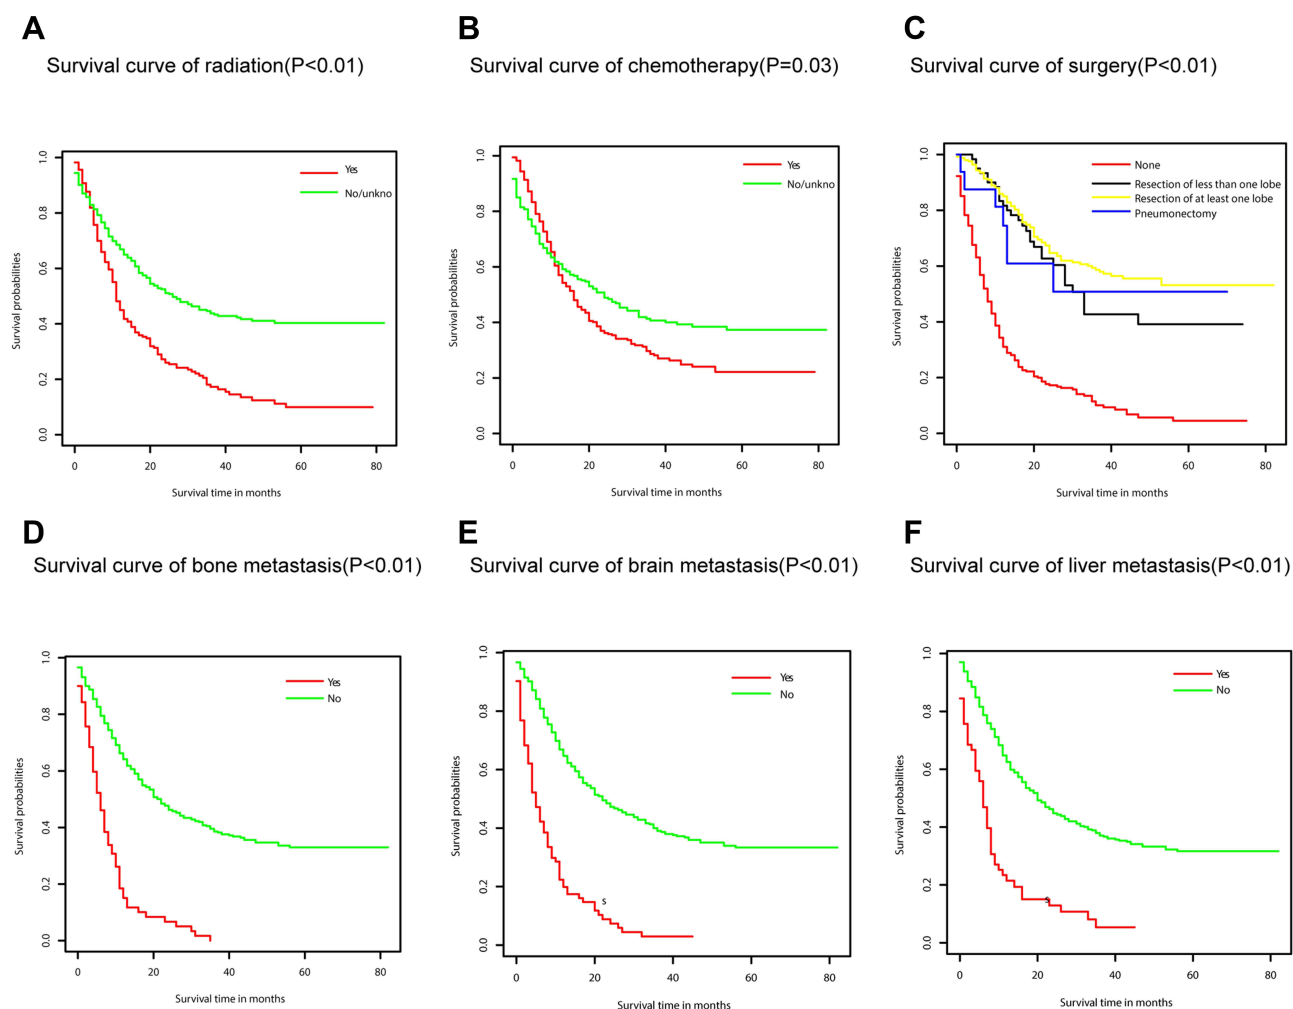 A
Survival curve of radiation(P<0.01)
Survival probabilities
1.0
0.8
0.6
0.4
0.2
0.0
Yes
No/unkno
0 20 40 60 80
Survival time in months
B
Survival curve of chemotherapy(P=0.03)
Survival probabilities
1.0
0.8
0.6
0.4
0.2
0.0
Yes
No/unkno
0 20 40 60 80
Survival time in months
C
Survival curve of surgery(P<0.01)
Survival probabilities
1.0
0.8
0.6
0.4
0.2
0.0
None
Resection of less than one lobe
Resection of at least one lobe
Pneumonectomy
0 20 40 60 80
Survival time in months
D
Survival curve of bone metastasis(P<0.01)
Survival probabilities
1.0
0.8
0.6
0.4
0.2
0.0
Yes
No
0 20 40 60 80
Survival time in months
E
Survival curve of brain metastasis(P<0.01)
Survival probabilities
1.0
0.8
0.6
0.4
0.2
0.0
Yes
No
s
0 20 40 60 80
Survival time in months
F
Survival curve of liver metastasis(P<0.01)
Survival probabilities
1.0
0.8
0.6
0.4
0.2
0.0
Yes
No
s
0 20 40 60 80
Survival time in months